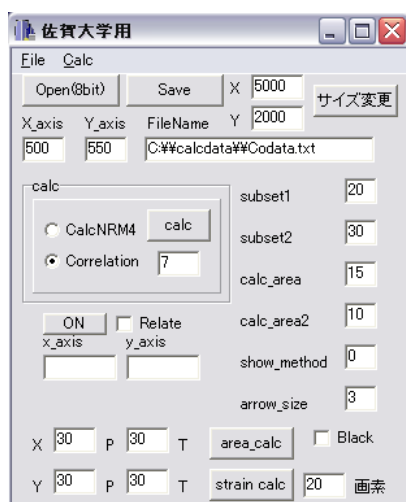 佐賀大学用
File Calc
Open(8bit) Save X 5000 サイズ変更
X_axis Y_axis FileName Y 2000
500 550 C:¥¥calcdata¥¥Codata.txt
calc
subset1 20
CalcNRM4 calc
subset2 30
Correlation 7
calc_area 15
ON Relate
calc_area2 10
x_axis y_axis
show_method 0
arrow_size 3
X 30 P 30 T area_calc Black
Y 30 P 30 T strain calc 20 画素